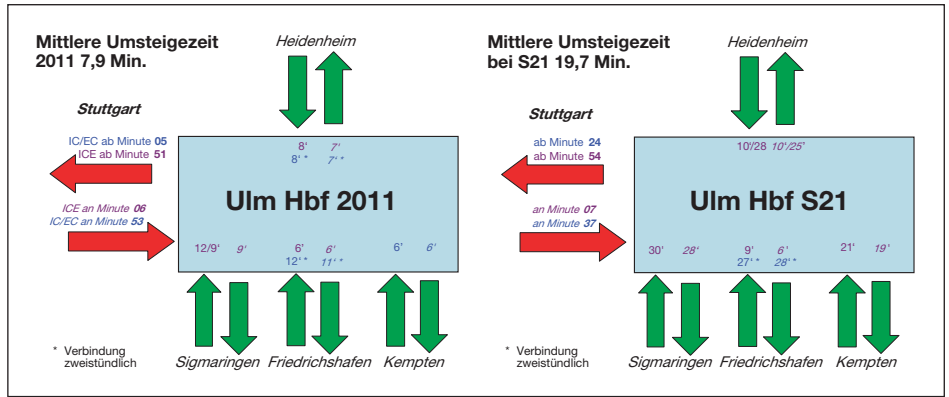 Mittlere Umsteigezeit
2011 7,9 Min.
Heidenheim
Stuttgart
IC/EC ab Minute 05
ICE ab Minute 51
8' 7'
8' * 7' *
Ulm Hbf 2011
ICE an Minute 06
IC/EC an Minute 53
12/9' 9' 6' 6' 6' 6'
12' * 11' *
* Verbindung
zweistündlich
Sigmaringen Friedrichshafen Kempten
Mittlere Umsteigezeit
bei S21 19,7 Min.
Heidenheim
Stuttgart
ab Minute 24
ab Minute 54
10'/28 10'/25'
Ulm Hbf S21
an Minute 07
an Minute 37
30' 28' 9' 6' 21' 19'
27' * 28' *
* Verbindung
zweistündlich
Sigmaringen Friedrichshafen Kempten